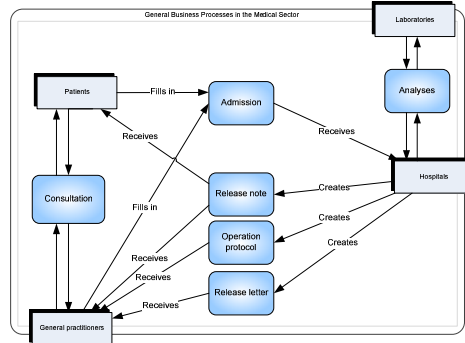 General Business Processes in the Medical Sector
Laboratories
Patients
Fills in
Admission
Analyses
Receives
Receives
Hospitals
Consultation
Fills in
Release note
Creates
Creates
Operation
protocol
Creates
Receives
Receives
Release letter
Receives
General practitioners